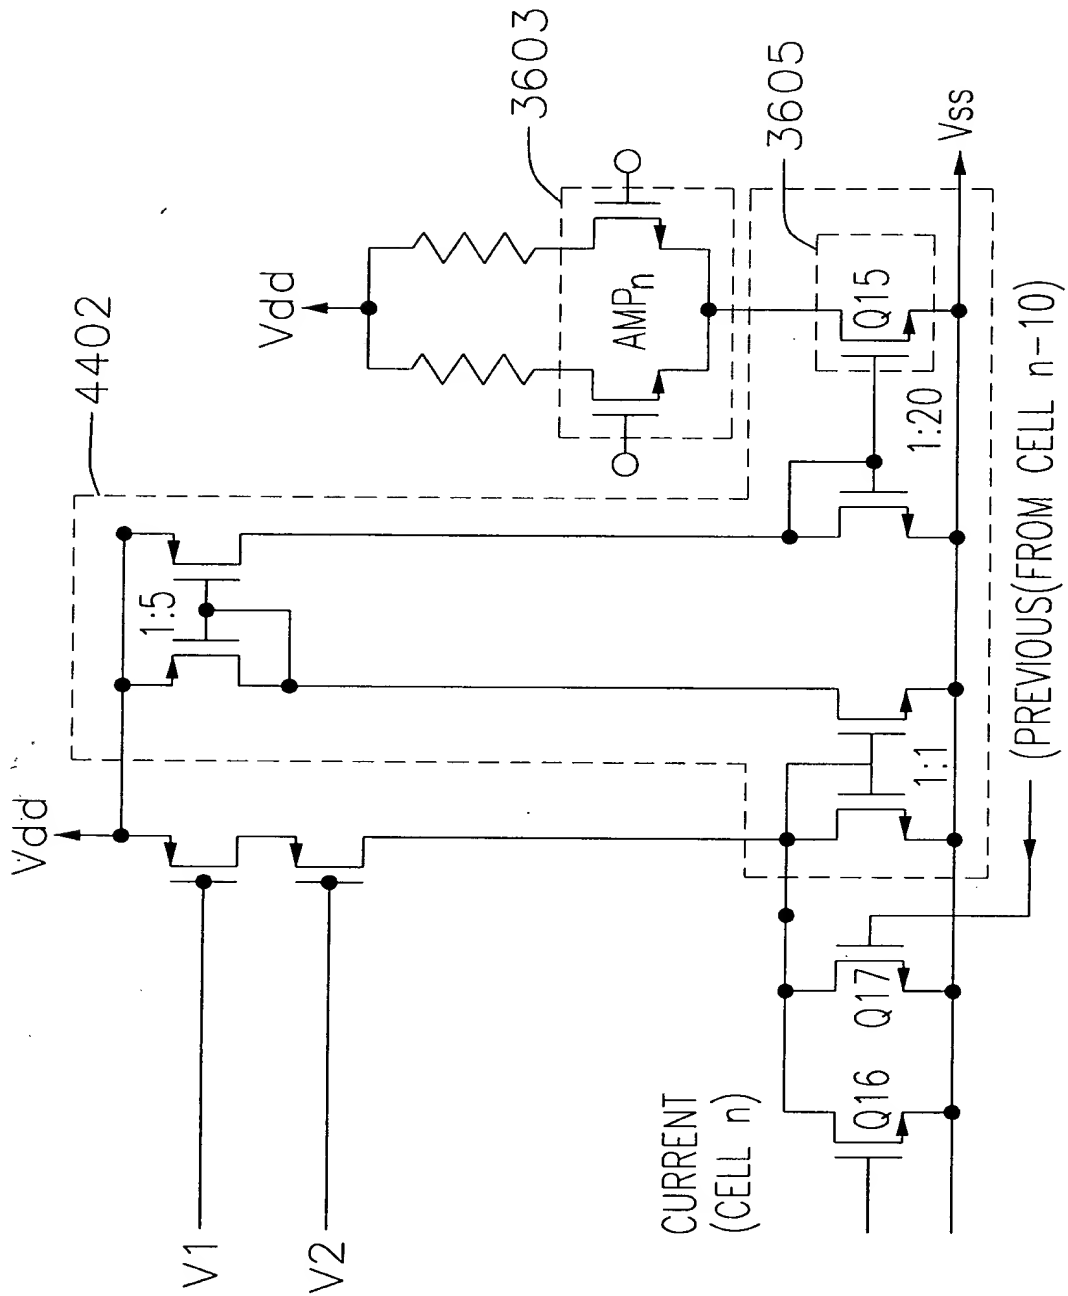 Vdd
V1
V2
4402
1:5
Vdd
3603
AMPn
3605
Q15
1:20
Vss
1:1
(PREVIOUS(FROM CELL n-10)
Q17
Q16
CURRENT
(CELL n)